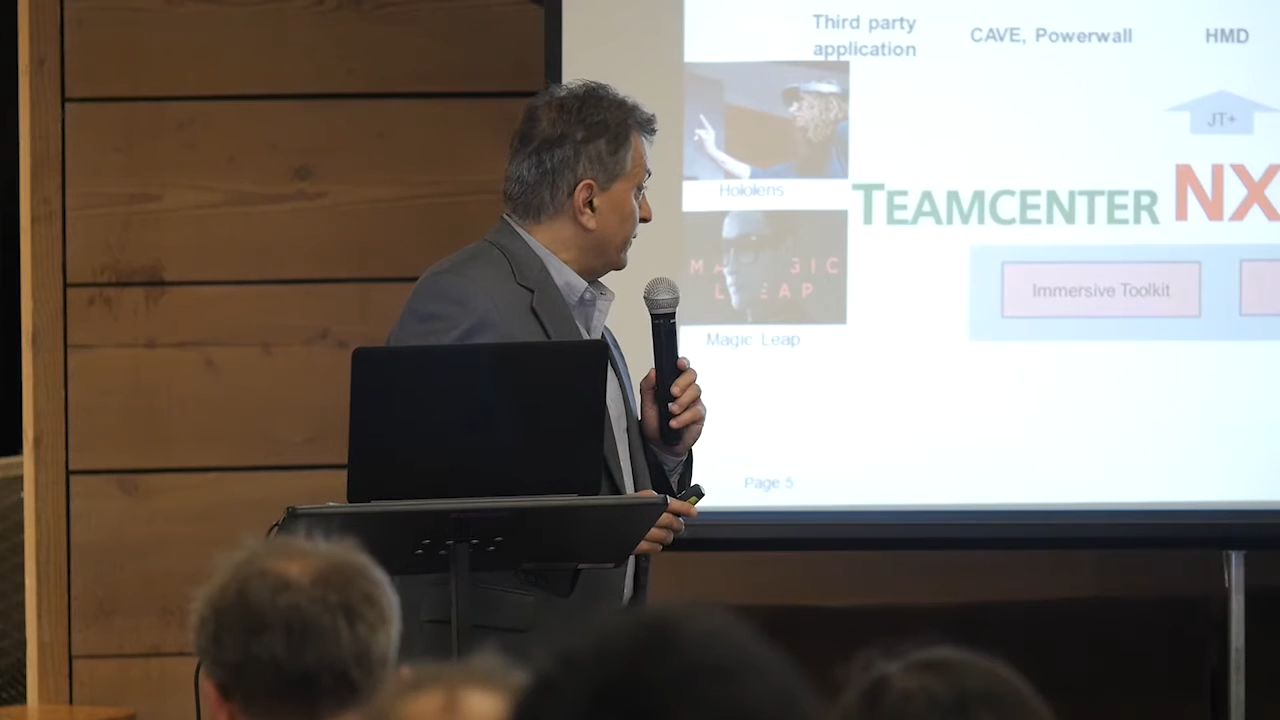 Third party
application
CAVE, Powerwall
HMD
JT+
Hololens
TEAMCENTER NX
MAGIC
LEAP
Immersive Toolkit
Magic Leap
Page 5